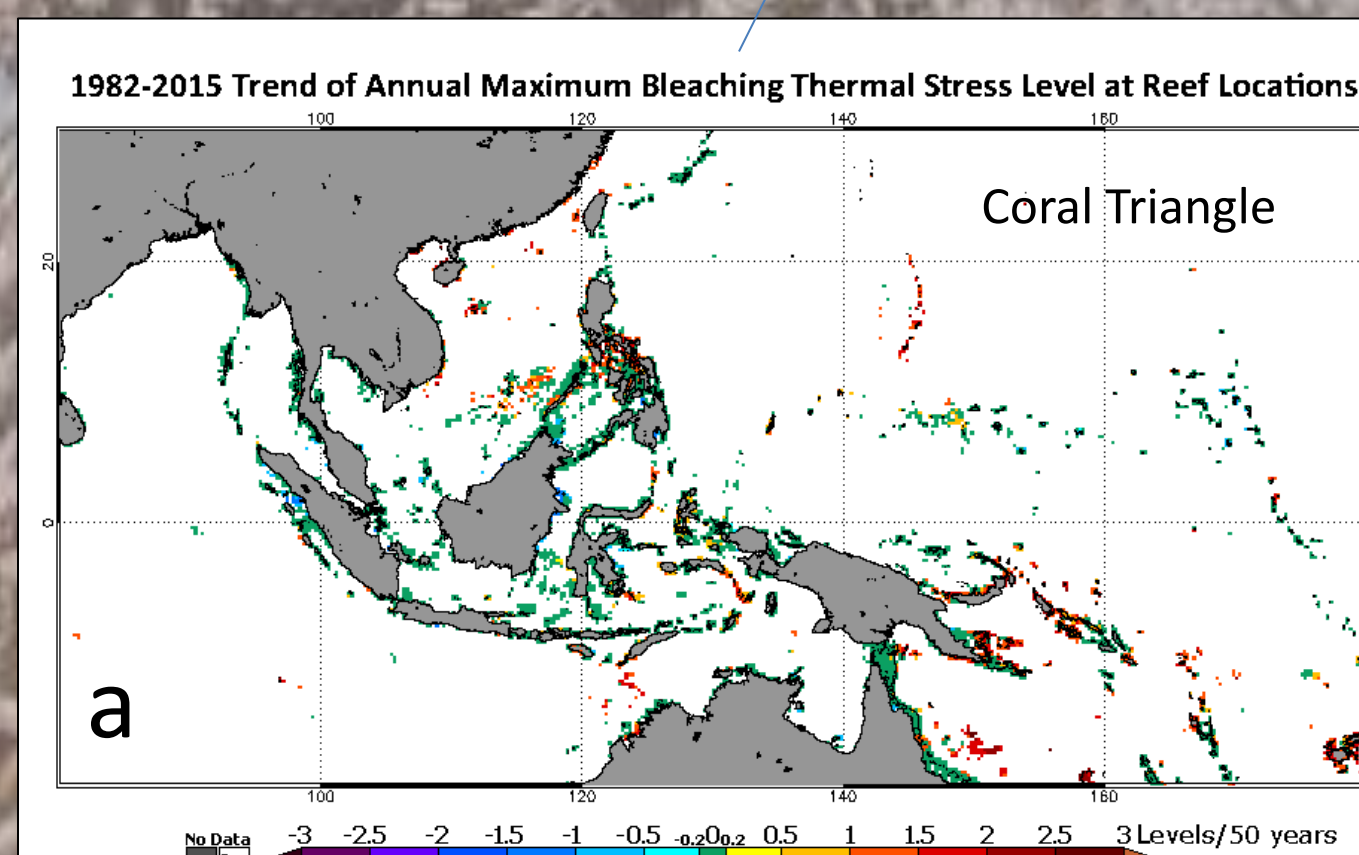 1982-2015 Trend of Annual Maximum Bleaching Thermal Stress Level at Reef Locations
100 120 140 160
Coral Triangle
20
0
a
100 120 140 160
No Data -3 -2.5 -2 -1.5 -1 -0.5 -0.2 0 0.2 0.5 1 1.5 2 2.5 3 Levels/50 years